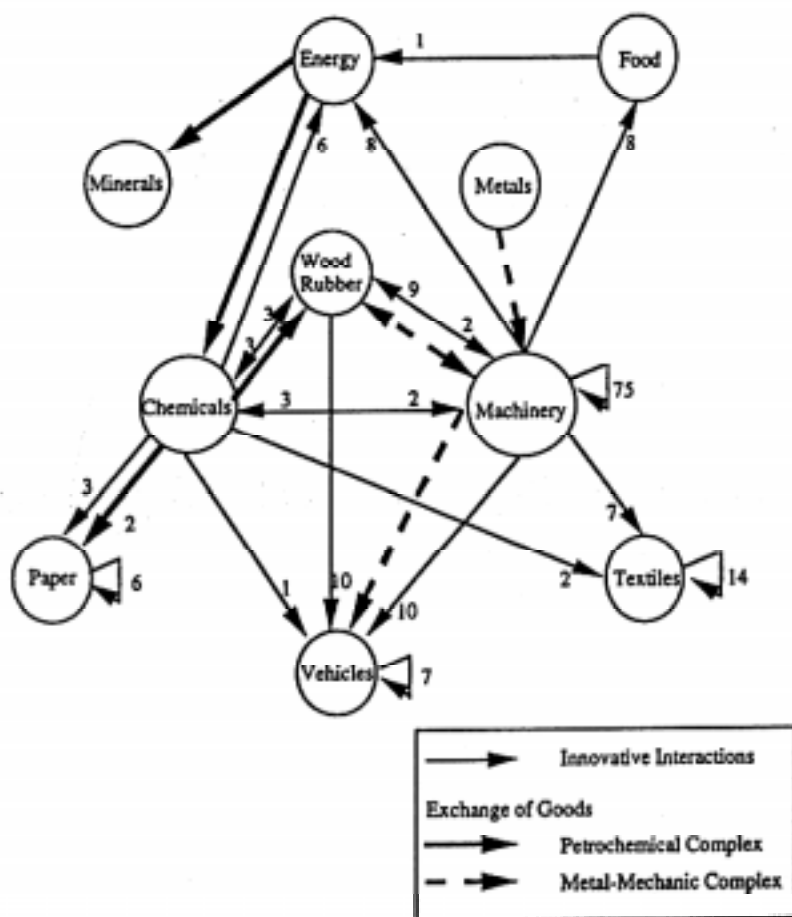 1
Energy
Food
6
8
8
Minerals
Metals
Wood
Rubber
9
3
2
3
Chemicals
3
2
Machinery
75
3
2
7
Paper
6
1
10
10
2
Textiles
14
Vehicles
7
Innovative Interactions
Exchange of Goods
Petrochemical Complex
Metal-Mechanic Complex